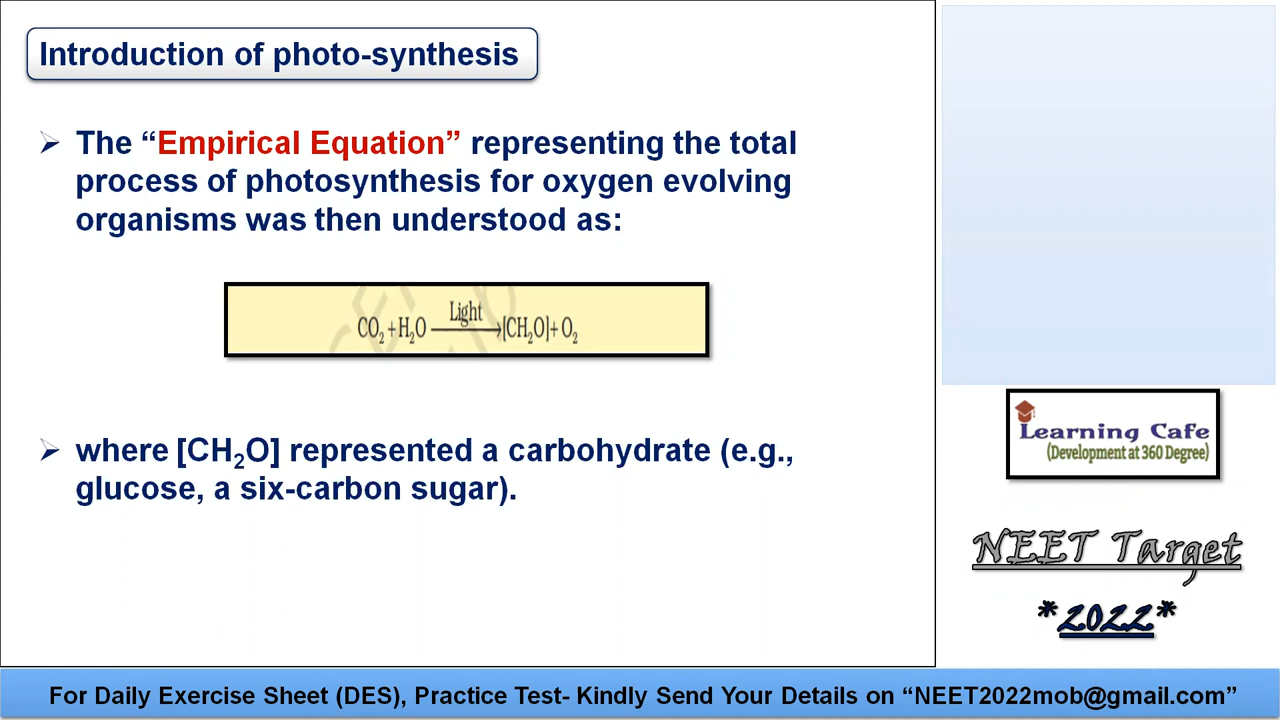 Introduction of photo-synthesis
The “Empirical Equation” representing the total
process of photosynthesis for oxygen evolving
organisms was then understood as:
Light
CO₂ + H₂O ⟶ [CH₂O] + O₂
where [CH₂O] represented a carbohydrate (e.g.,
glucose, a six-carbon sugar).
Learning Cafe
(Development at 360 Degree)
NEET Target
*2022*
For Daily Exercise Sheet (DES), Practice Test- Kindly Send Your Details on “NEET2022mob@gmail.com”